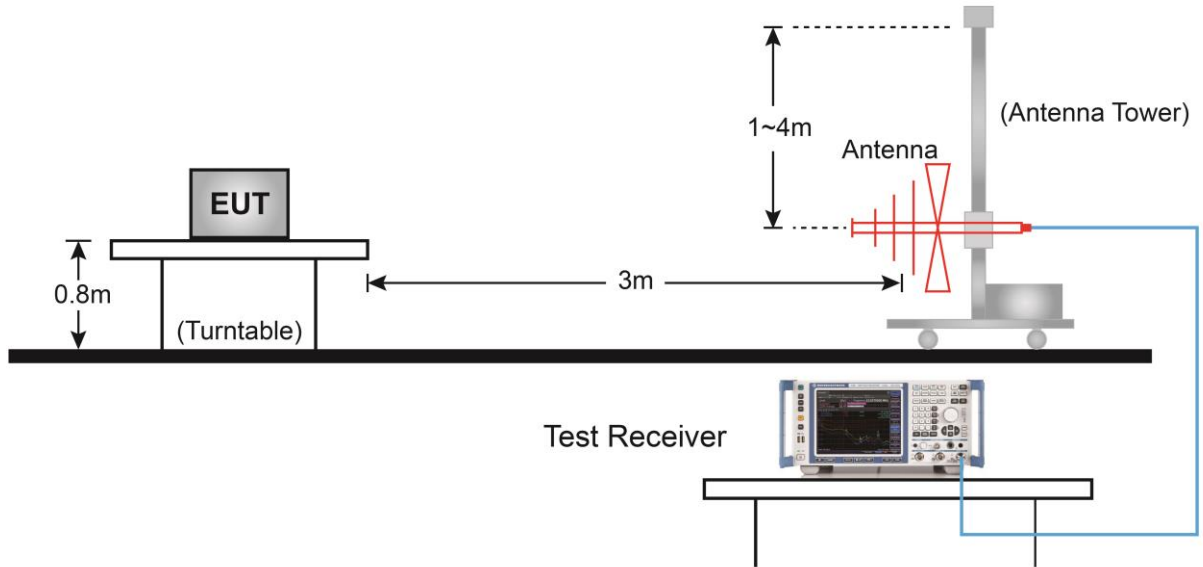 1~4m
(Antenna Tower)
Antenna
EUT
0.8m
3m
(Turntable)
Test Receiver